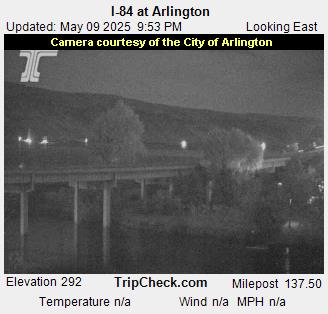 I-84 at Arlington
Updated: May 09 2025 9:53 PM Looking East
Camera courtesy of the City of Arlington
Elevation 292 TripCheck.com Milepost 137.50
Temperature n/a Wind n/a MPH n/a